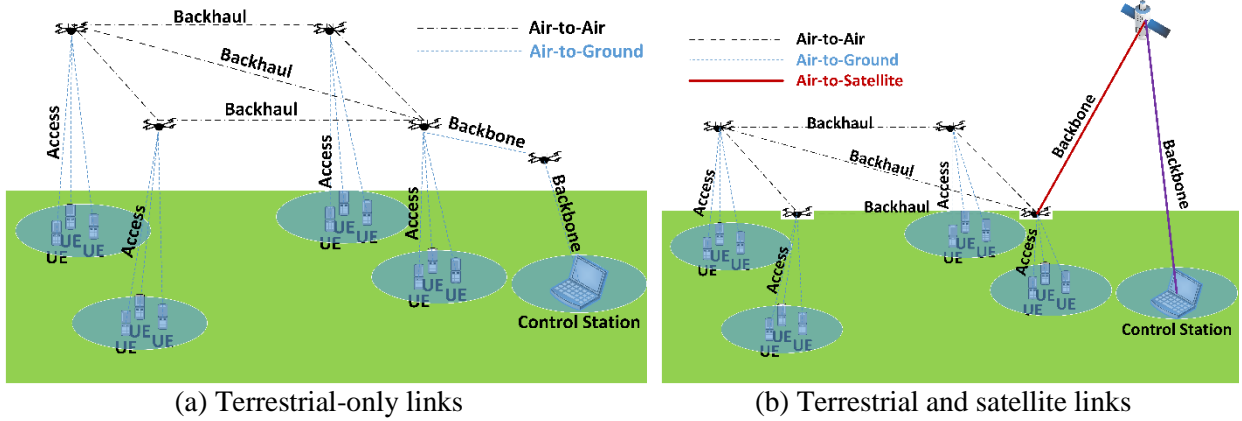 Backhaul
Air-to-Air
Air-to-Ground
Backhaul
Backhaul
Backbone
Access
Access
Access
Access
Backbone
UE
UE
UE
UE
UE
UE
UE
UE
UE
UE
UE
UE
Control Station
(a) Terrestrial-only links
Air-to-Air
Air-to-Ground
Air-to-Satellite
Backhaul
Backhaul
Backhaul
Backbone
Backbone
Access
Access
Access
Access
UE
UE
UE
UE
UE
UE
UE
UE
UE
UE
UE
UE
Control Station
(b) Terrestrial and satellite links